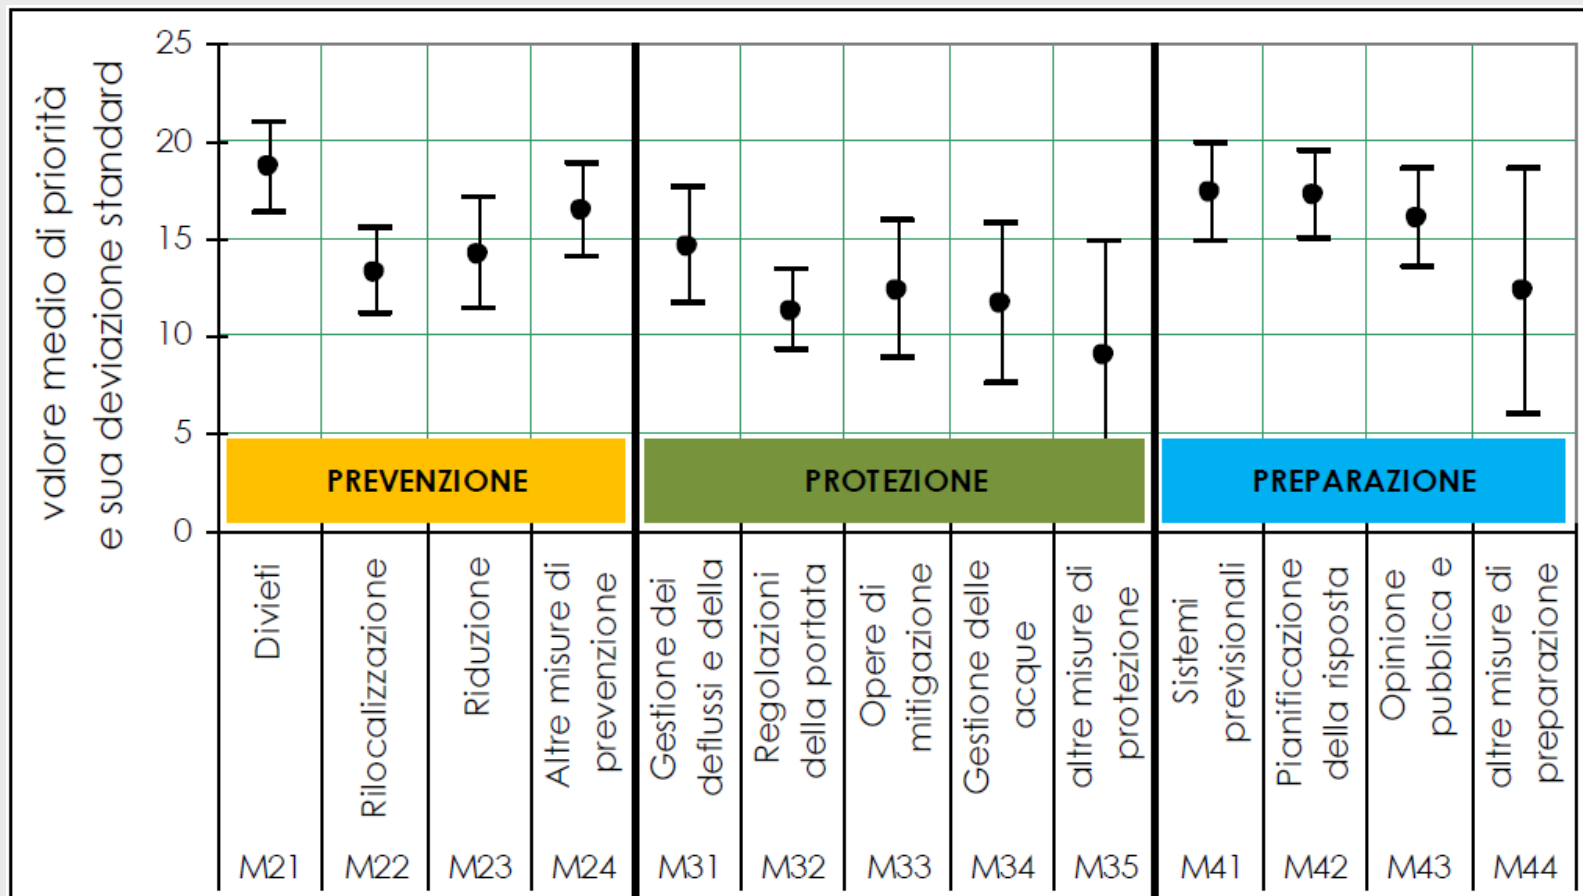 valore medio di priorità
e sua deviazione standard
25
20
15
10
5
0
PREVENZIONE
PROTEZIONE
PREPARAZIONE
Divieti
Rilocalizzazione
Riduzione
Altre misure di
prevenzione
Gestione dei
deflussi e della
Regolazioni
della portata
Opere di
mitigazione
Gestione delle
acque
altre misure di
protezione
Sistemi
previsionali
Pianificazione
della risposta
Opinione
pubblica e
altre misure di
preparazione
M21
M22
M23
M24
M31
M32
M33
M34
M35
M41
M42
M43
M44